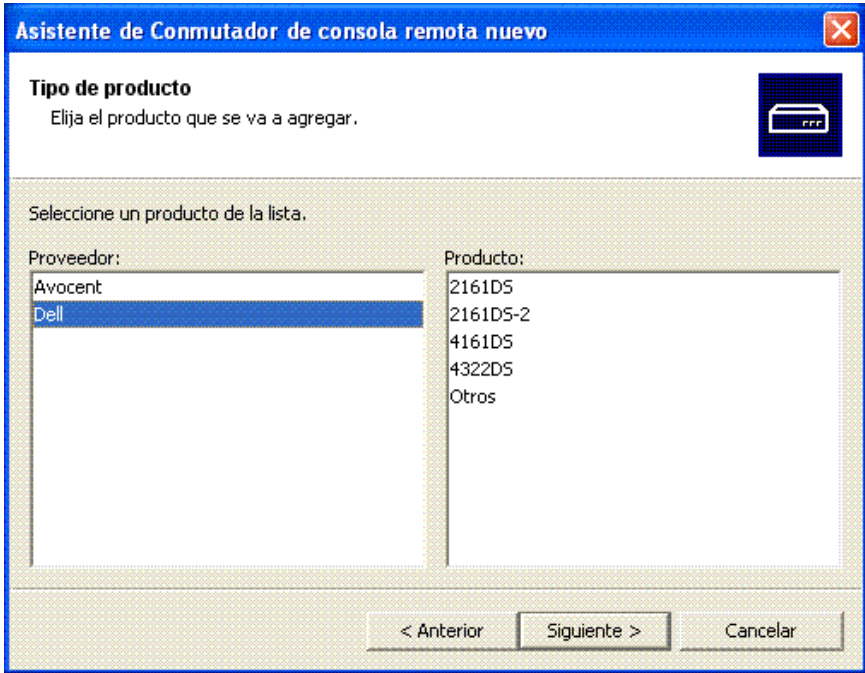 Asistente de Conmutador de consola remota nuevo
Tipo de producto
Elija el producto que se va a agregar.
Seleccione un producto de la lista.
Proveedor:
Avocent
Dell
Producto:
2161DS
2161DS-2
4161DS
4322DS
Otros
< Anterior
Siguiente >
Cancelar